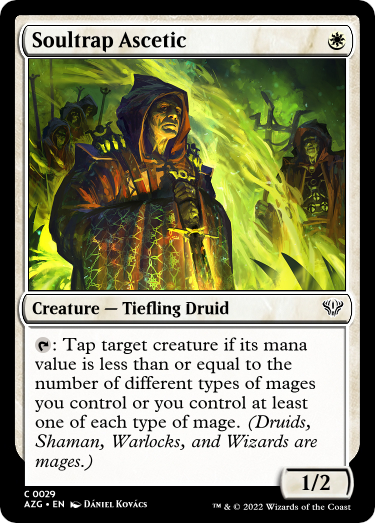 Soultrap Ascetic
Creature — Tiefling Druid
: Tap target creature if its mana
value is less than or equal to the
number of different types of mages
you control or you control at least
one of each type of mage. (Druids,
Shaman, Warlocks, and Wizards are
mages.)
1/2
C 0029
AZG • EN Dániel Kovács
™ & © 2022 Wizards of the Coast